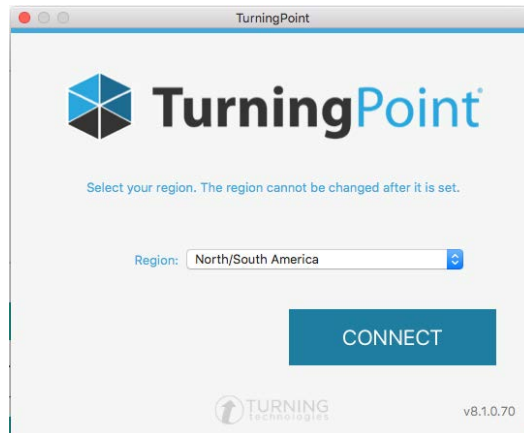 TurningPoint
TurningPoint®
Select your region. The region cannot be changed after it is set.
Region: North/South America
CONNECT
TURNING
technologies
v8.1.0.70